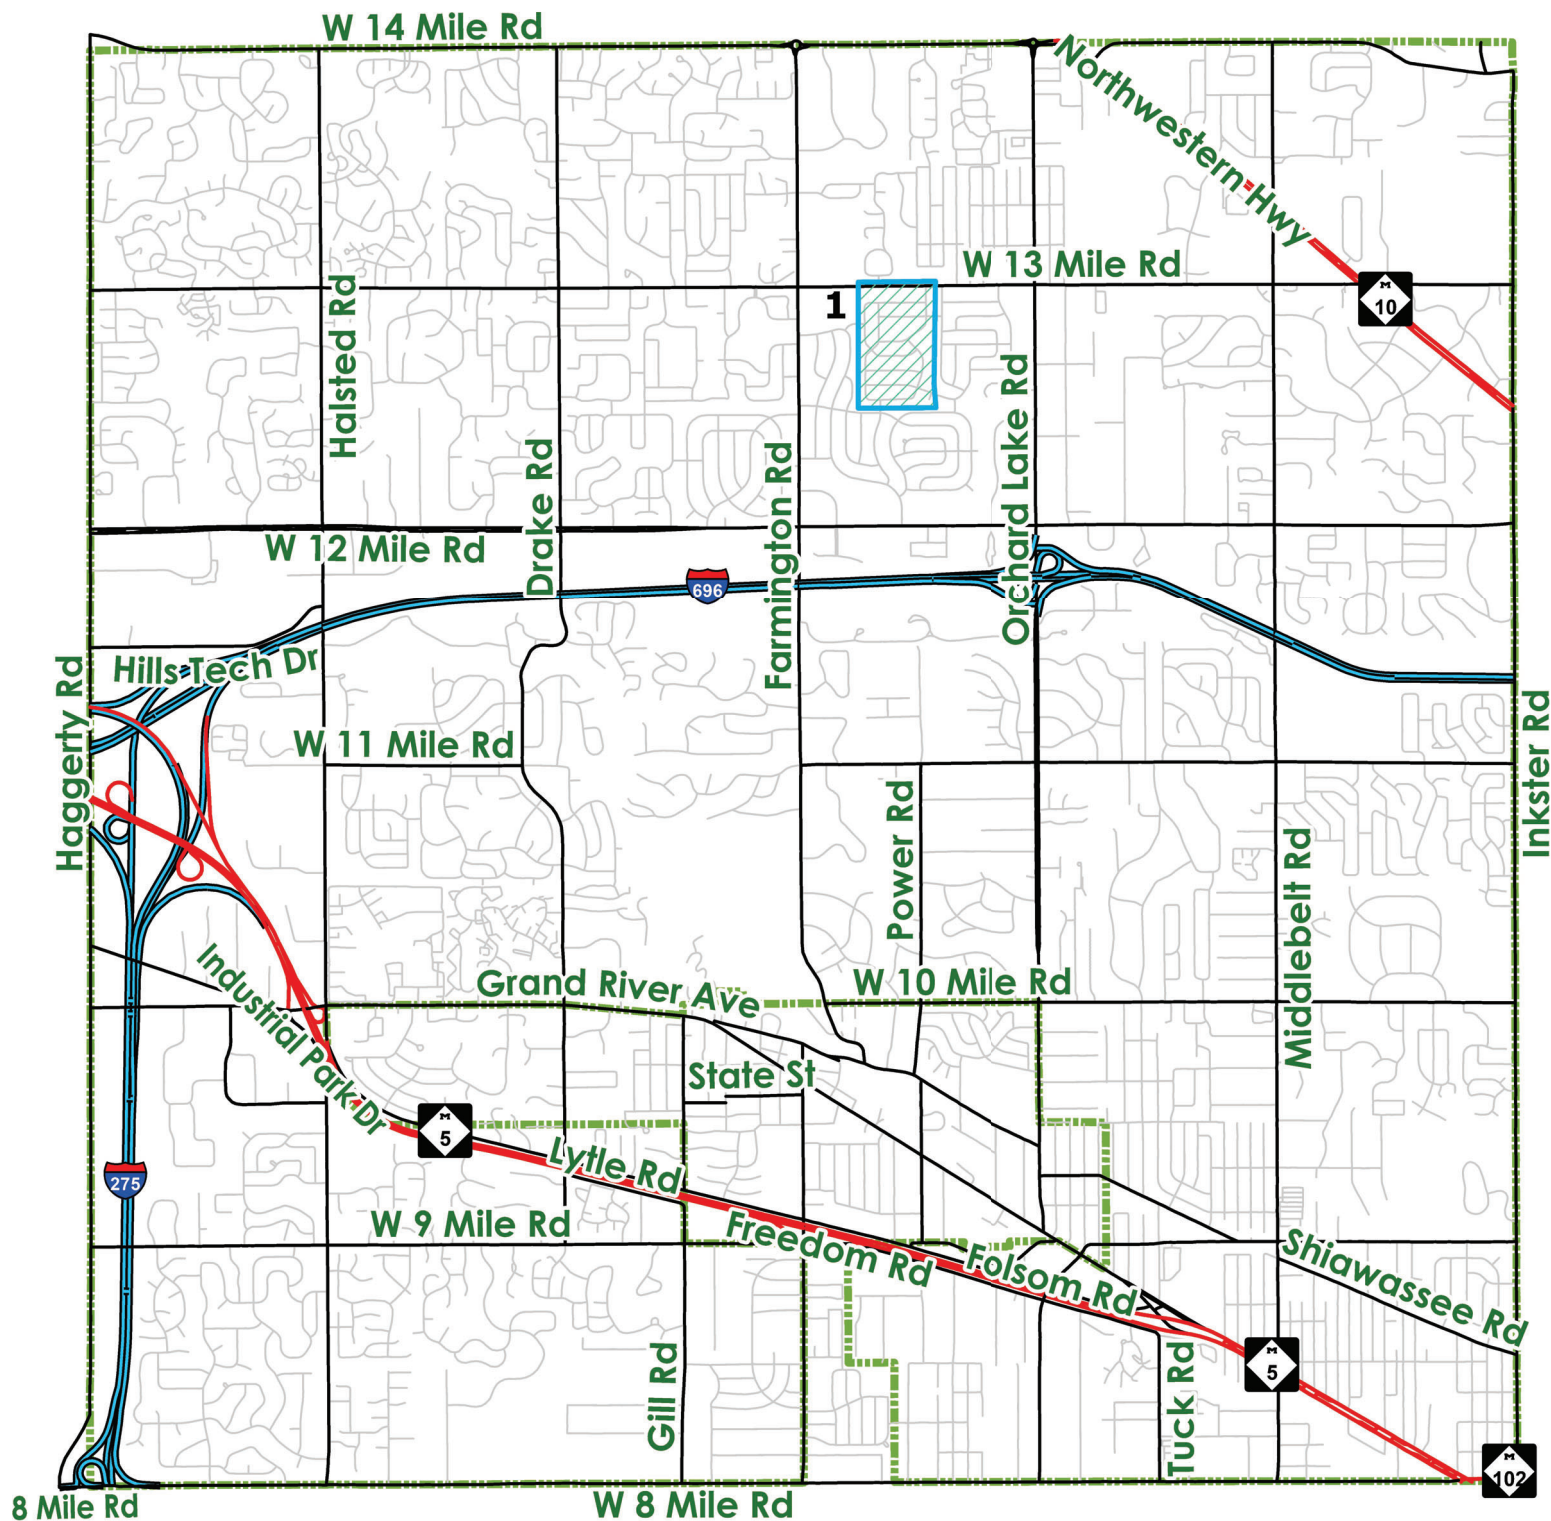 W 14 Mile Rd
Northwestern Hwy
W 13 Mile Rd
M
10
1
Halsted Rd
Drake Rd
Farmington Rd
Orchard Lake Rd
W 12 Mile Rd
696
Hills Tech Dr
Haggerty Rd
W 11 Mile Rd
Inkster Rd
Power Rd
Middlebelt Rd
Industrial Park Dr
Grand River Ave
W 10 Mile Rd
State St
M
5
Lytle Rd
275
W 9 Mile Rd
Freedom Rd
Folsom Rd
Shiawassee Rd
Gill Rd
Tuck Rd
M
5
M
102
8 Mile Rd
W 8 Mile Rd